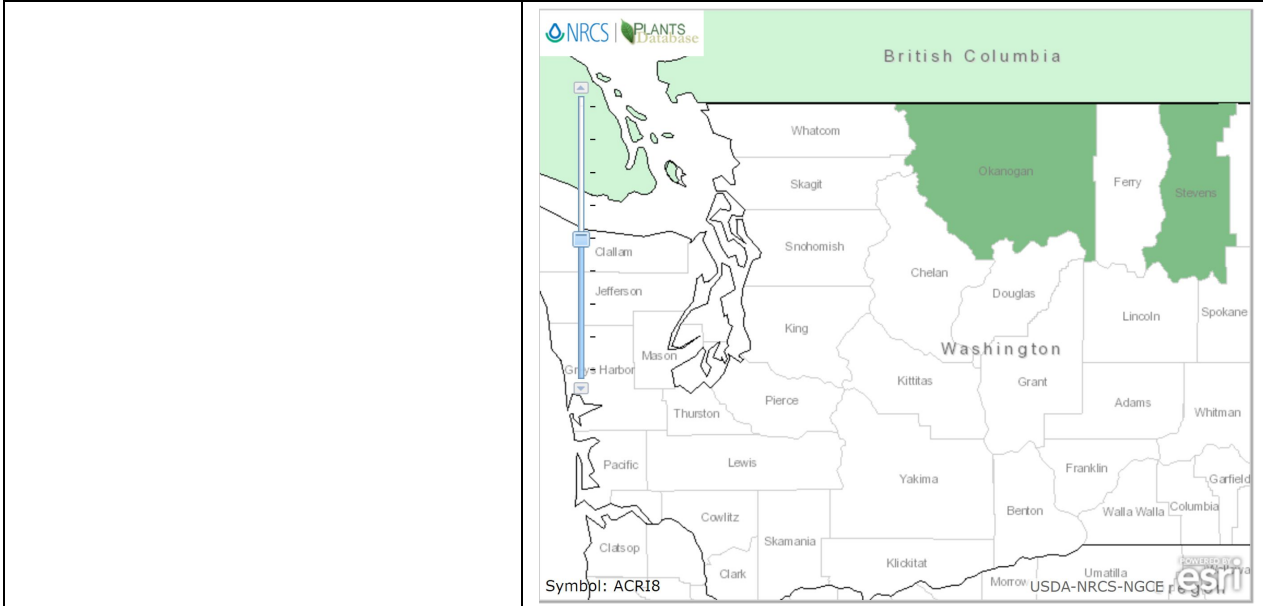 NRCS | PLANTS
Database
British Columbia
Whatcom
Okanogan
Skagit
Ferry
Stevens
Snohomish
Clallam
Chelan
Jefferson
Douglas
Lincoln
Spokane
King
Washington
Mason
Grays Harbor
Kittitas
Grant
Pierce
Adams
Thurston
Whitman
Pacific
Lewis
Franklin
Yakima
Garfield
Benton
Walla Walla
Columbia
Cowlitz
Skamania
Clatsop
Klickitat
Clark
Morrow
Umatilla
POWERED BY
esri
Symbol: ACRI8
USDA-NRCS-NGCE